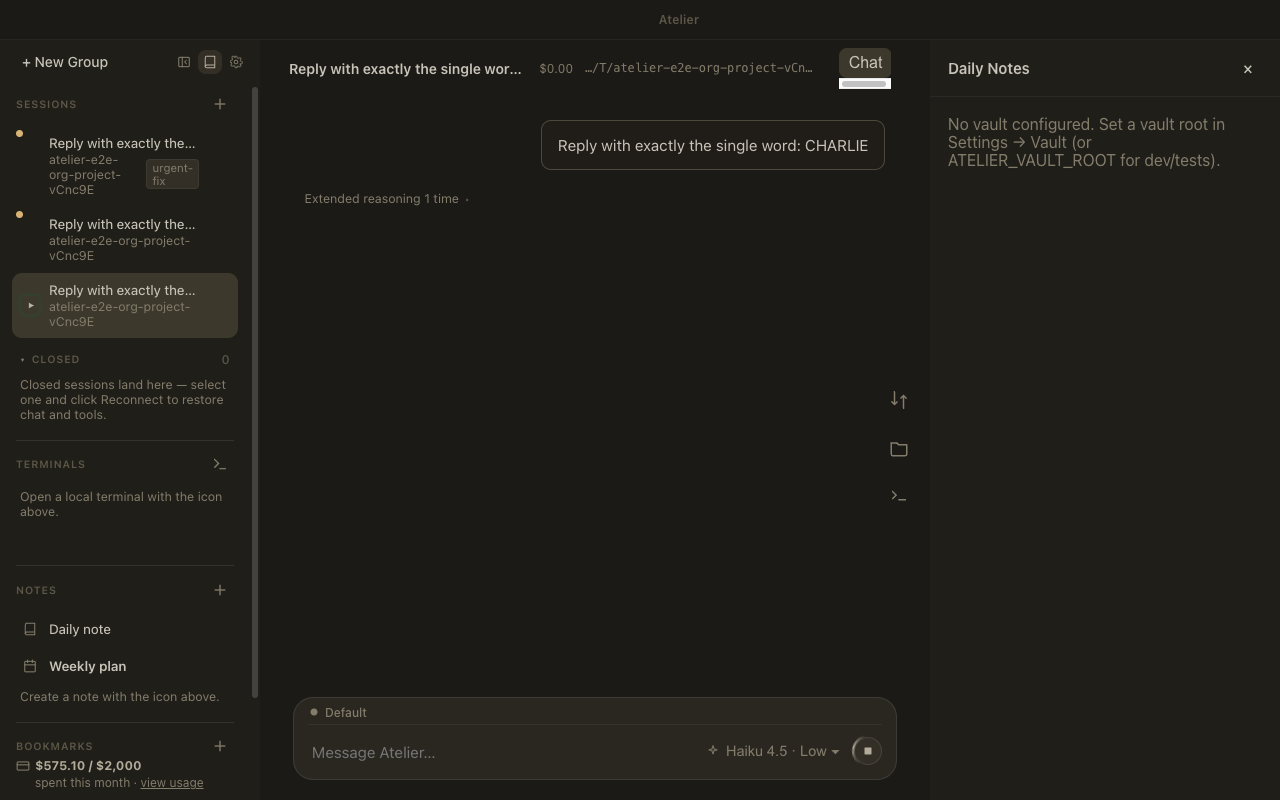 Atelier
+ New Group
SESSIONS
Reply with exactly the...
atelier-e2e-
org-project-
vCnc9E
urgent-
fix
Reply with exactly the...
atelier-e2e-org-project-
vCnc9E
Reply with exactly the...
atelier-e2e-org-project-
vCnc9E
CLOSED 0
Closed sessions land here — select
one and click Reconnect to restore
chat and tools.
TERMINALS
Open a local terminal with the icon
above.
NOTES
Daily note
Weekly plan
Create a note with the icon above.
BOOKMARKS
$575.10 / $2,000
spent this month · view usage
Reply with exactly the single wor... $0.00 …/T/atelier-e2e-org-project-vCn… Chat
Reply with exactly the single word: CHARLIE
Extended reasoning 1 time
Default
Message Atelier...
Haiku 4.5 · Low
Daily Notes
No vault configured. Set a vault root in
Settings → Vault (or
ATELIER_VAULT_ROOT for dev/tests).